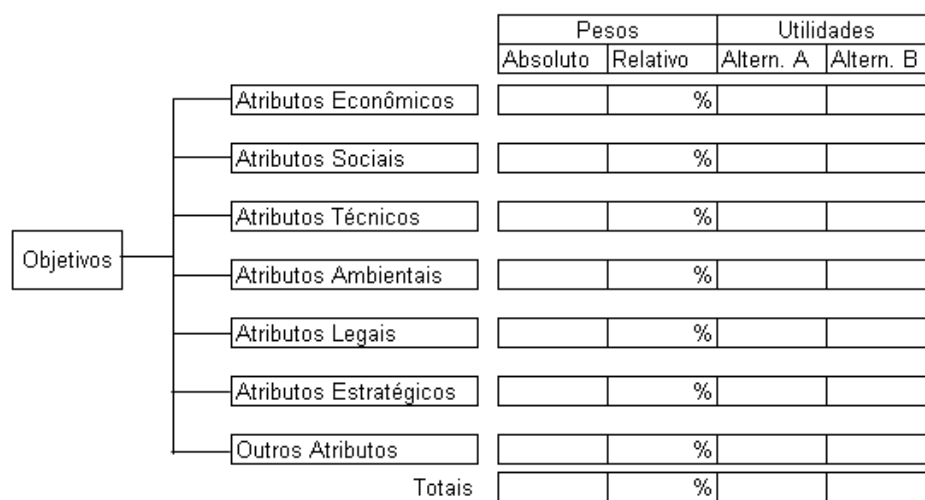 Pesos Utilidades
Absoluto Relativo Altern. A Altern. B
Atributos Econômicos %
Atributos Sociais %
Atributos Técnicos %
Objetivos
Atributos Ambientais %
Atributos Legais %
Atributos Estratégicos %
Outros Atributos %
Totais %